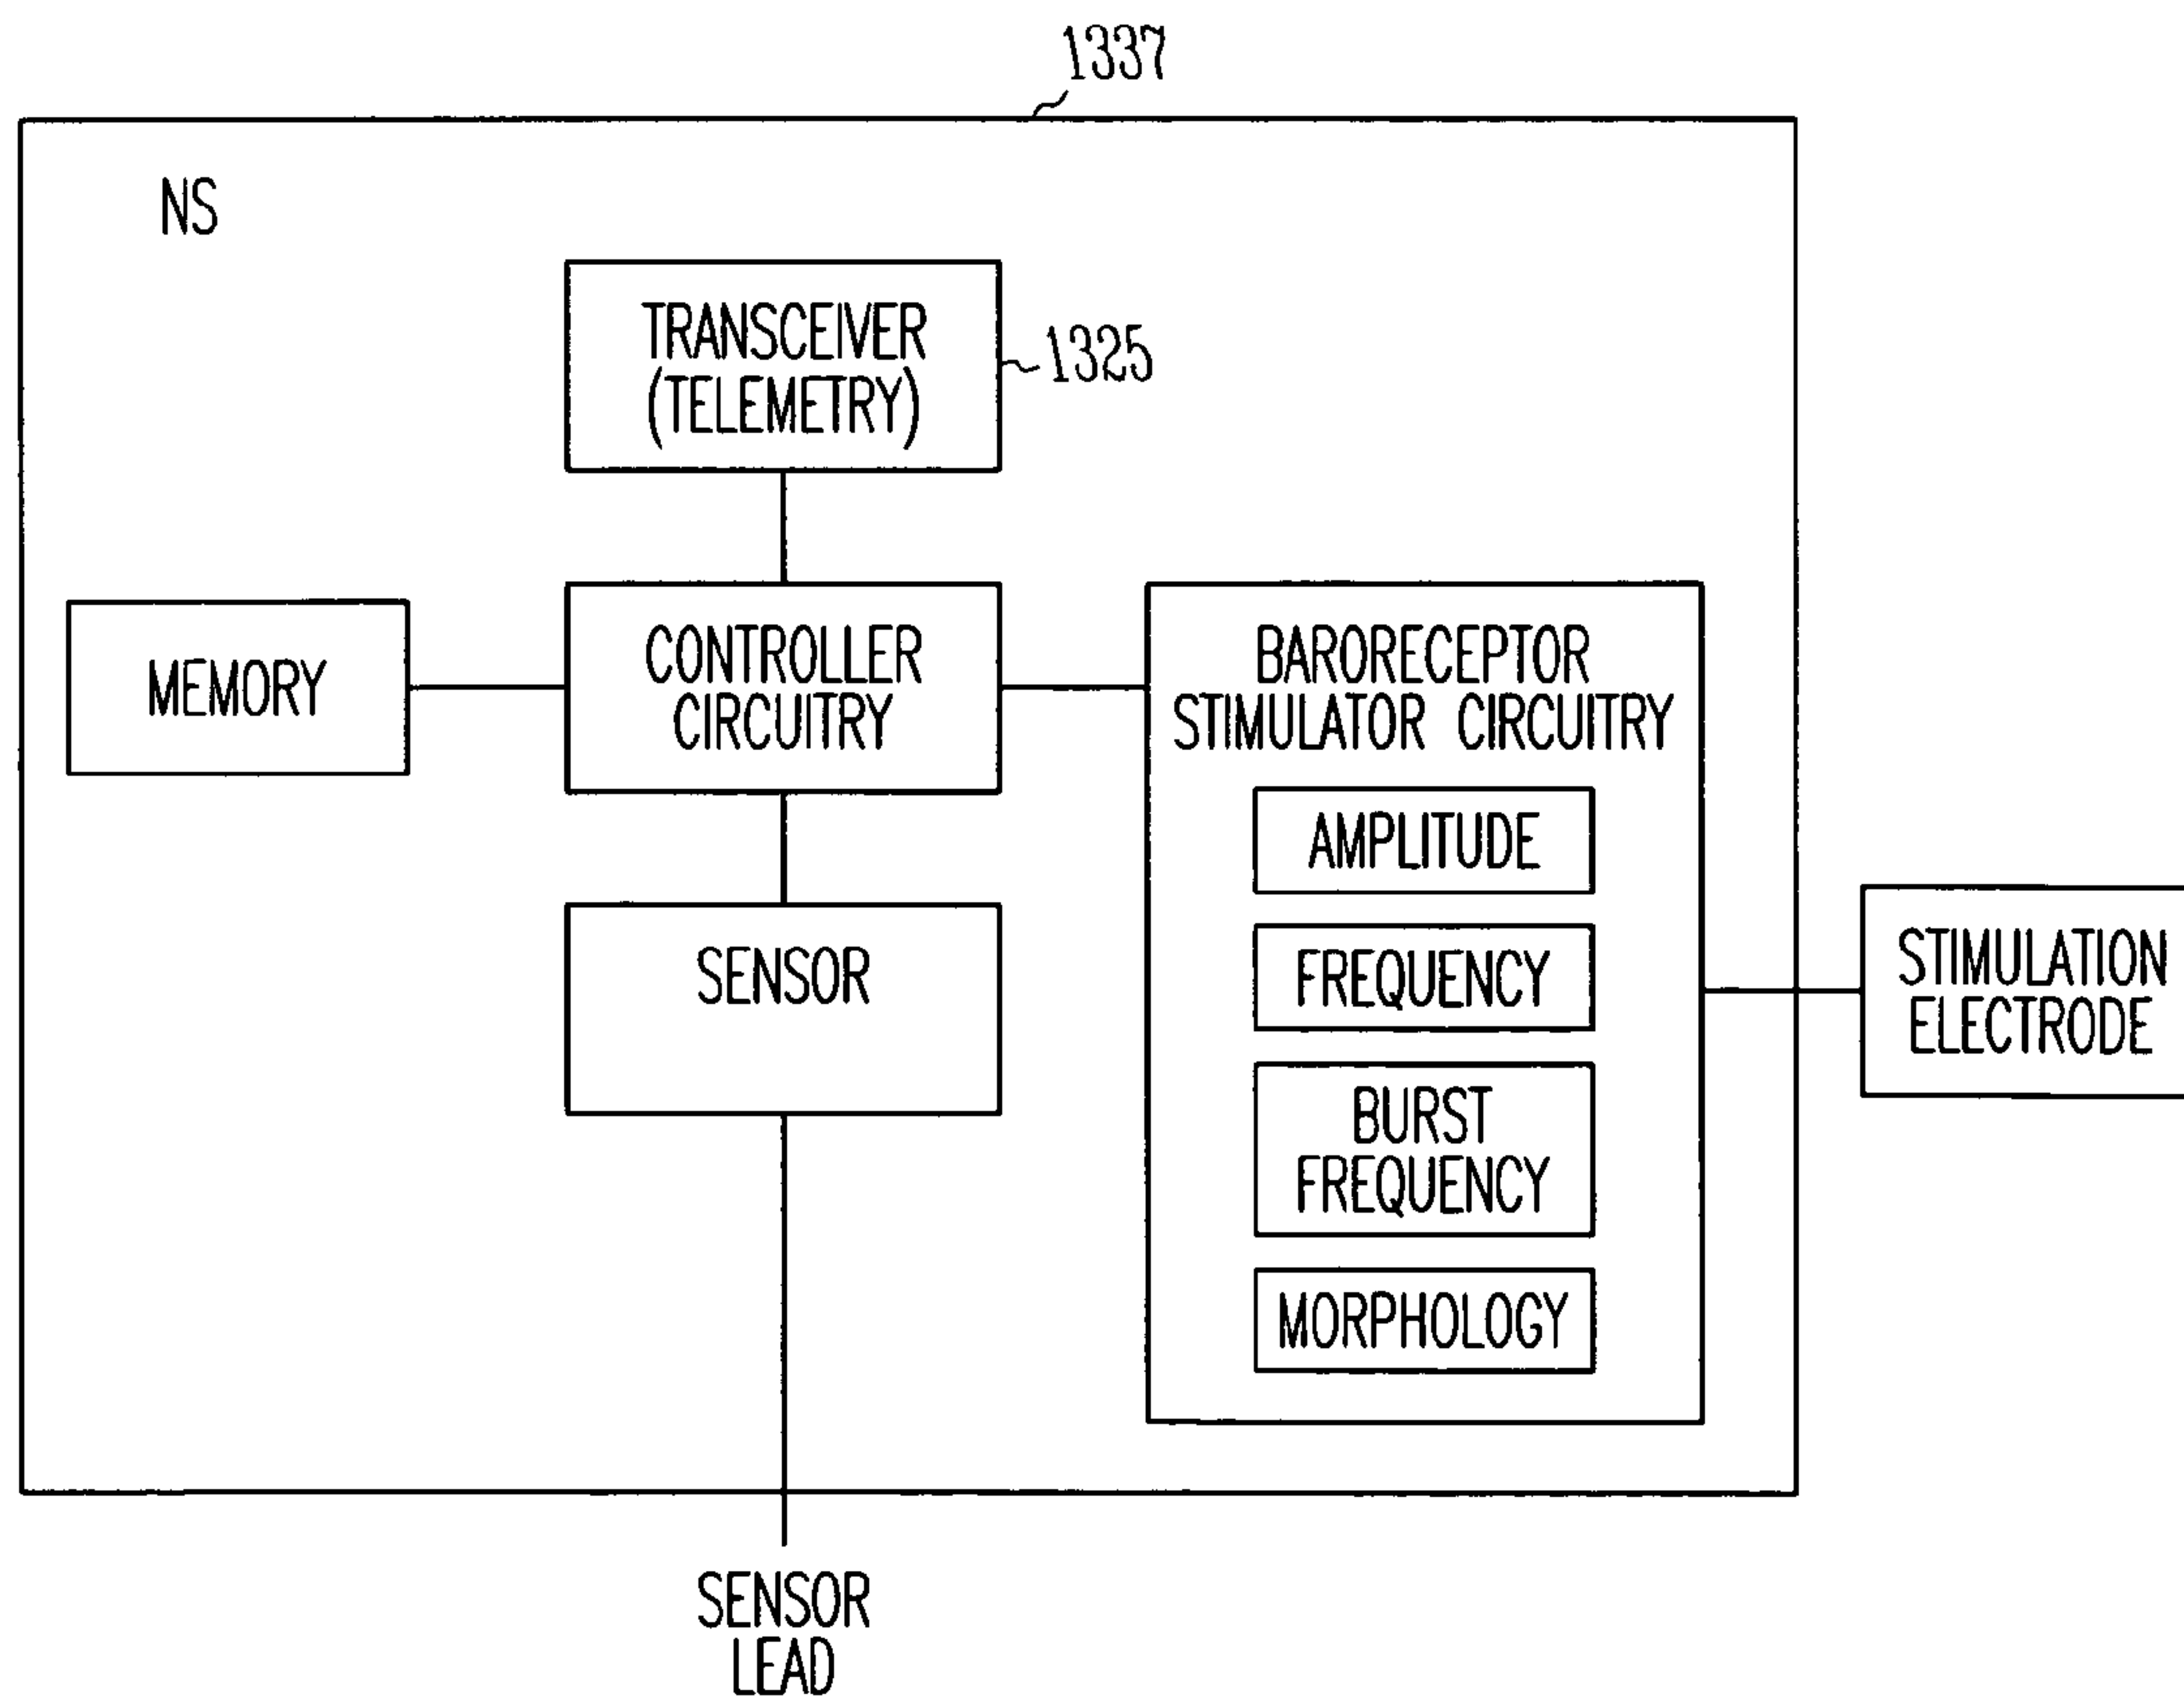 1337
NS
TRANSCEIVER
(TELEMETRY)
1325
MEMORY
CONTROLLER
CIRCUITRY
BARORECEPTOR
STIMULATOR CIRCUITRY
AMPLITUDE
FREQUENCY
BURST
FREQUENCY
MORPHOLOGY
SENSOR
STIMULATION
ELECTRODE
SENSOR
LEAD